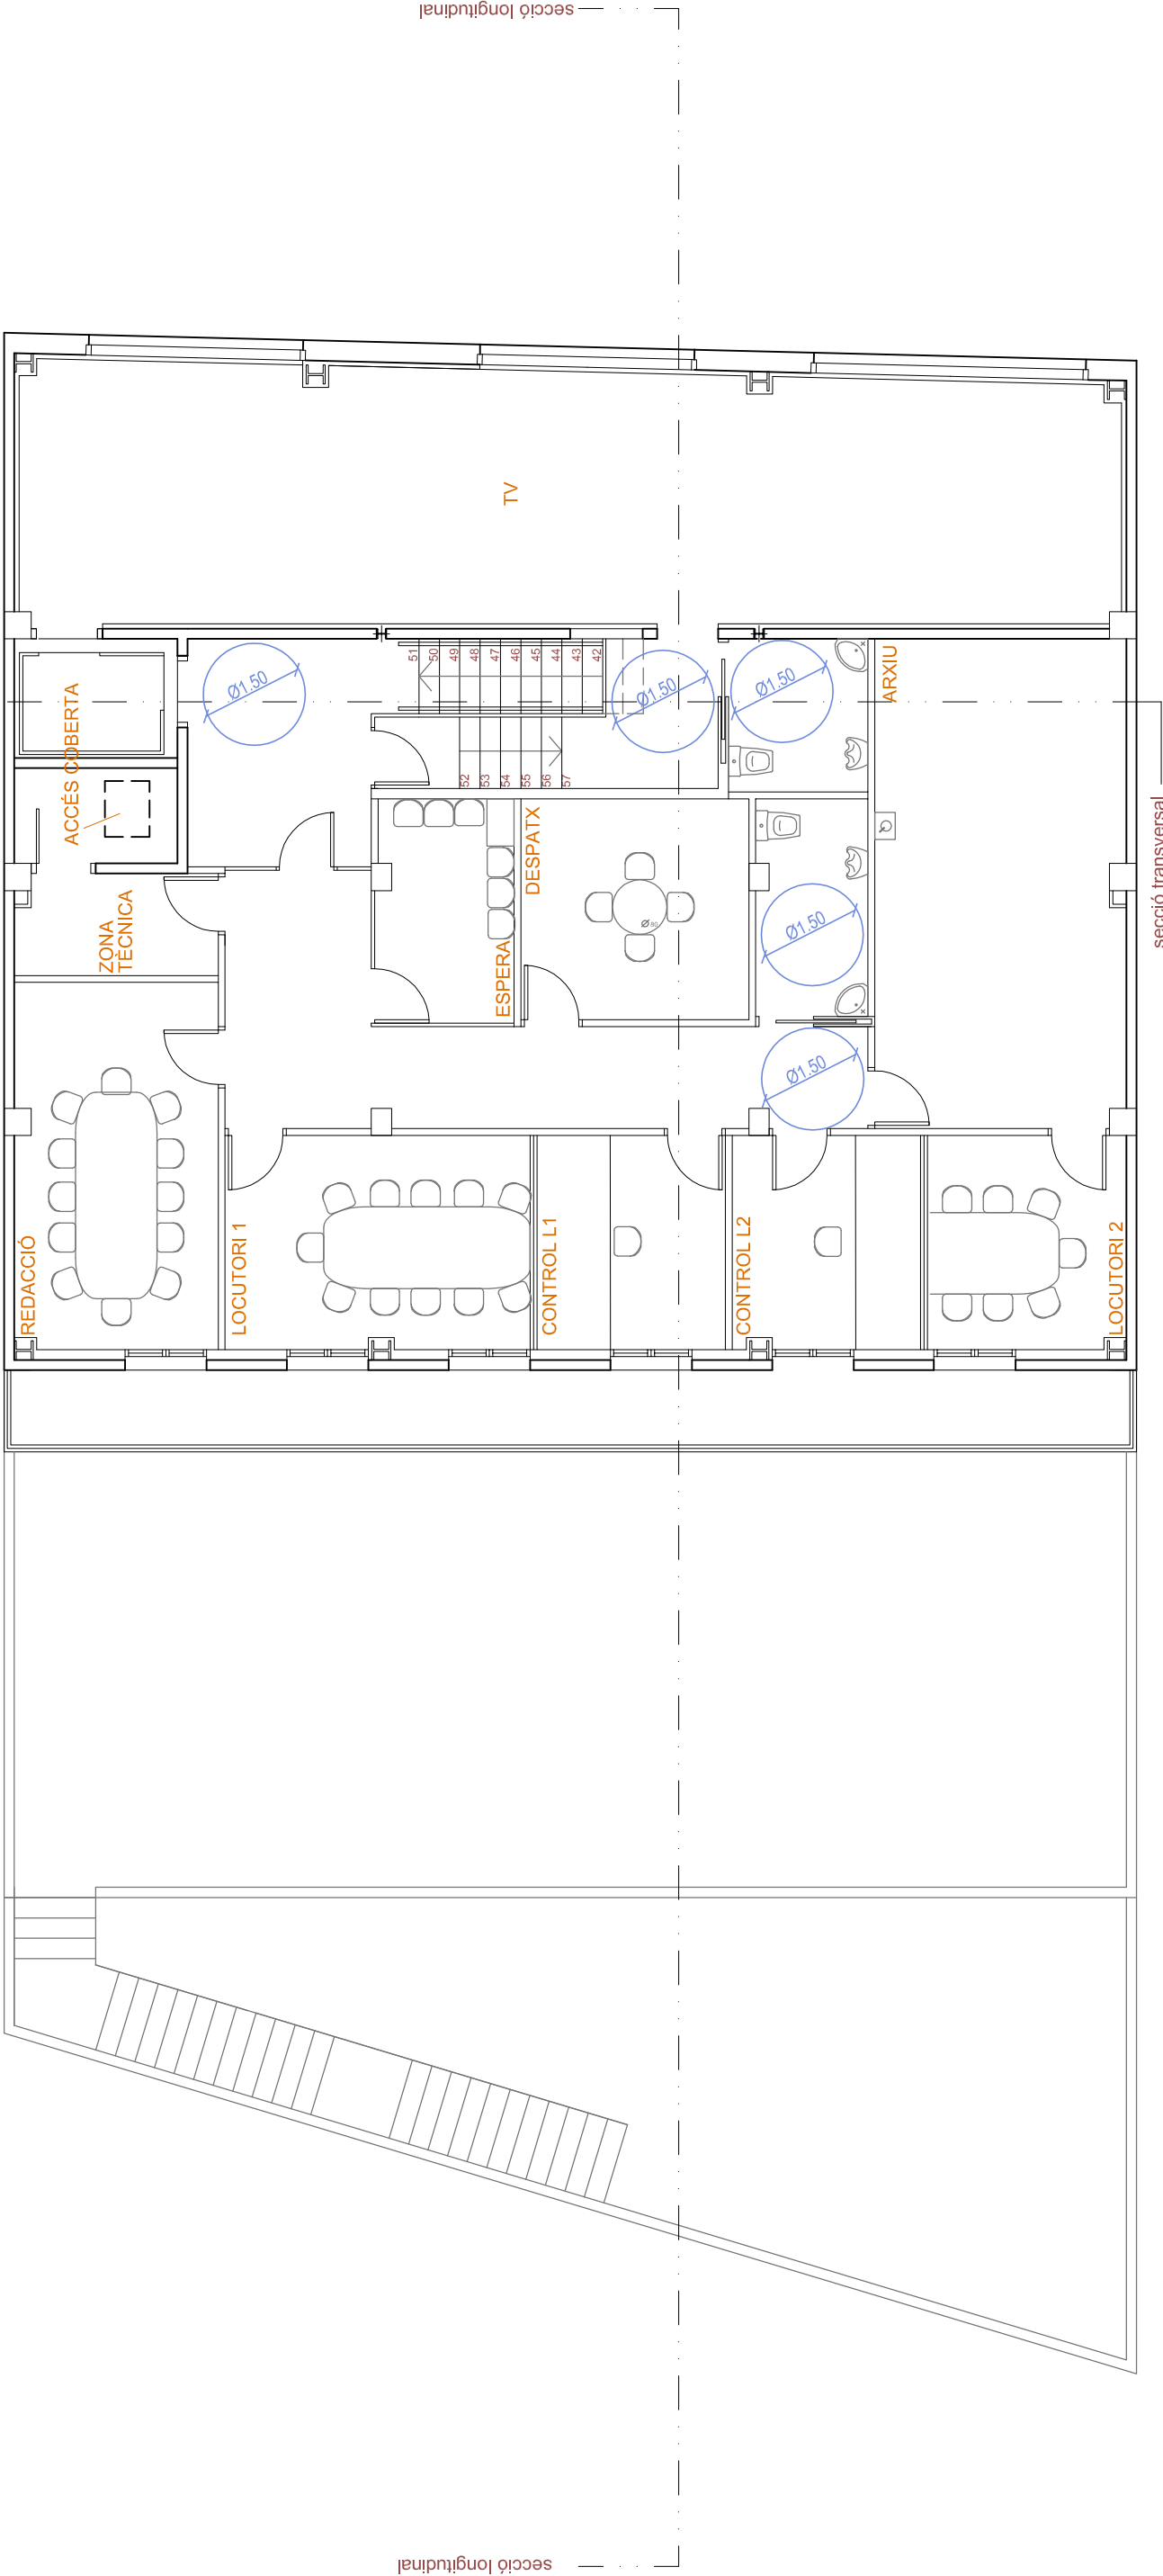 secció longitudinal
TV
51
50
49
48
47
46
45
44
43
42
Ø1.50
Ø1.50
Ø1.50
ARXIU
ACCÉS COBERTA
52
53
54
55
56
57
secció transversal
DESPATX
ZONA
TÈCNICA
ESPERA
Ø 80
Ø1.50
Ø1.50
REDACCIÓ
LOCUTORI 1
CONTROL L1
CONTROL L2
LOCUTORI 2
secció longitudinal